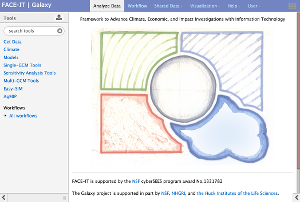 FACE-IT | Galaxy
Analyze Data Workflow Shared Data Visualization Help User
Tools
search tools
Get Data
Climate
Models
Single-GCM Tools
Sensitivity Analysis Tools
Multi-GCM Tools
Easy-SIM
AgMIP
Workflows
All workflows
Framework to Advance Climate, Economic, and Impact Investigations with Information Technology
FACE-IT is supported by the NSF cyberSEES program award No.1331782
The Galaxy project is supported in part by NSF, NHGRI, and the Huck Institutes of the Life Sciences.